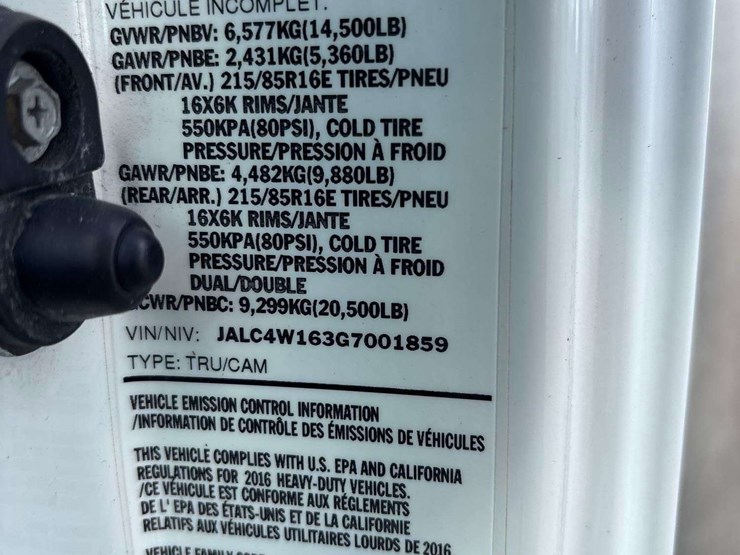 VÉHICULE INCOMPLET:
GVWR/PNBV: 6,577KG(14,500LB)
GAWR/PNBE: 2,431KG(5,360LB)
(FRONT/AV.) 215/85R16E TIRES/PNEU
16X6K RIMS/JANTE
550KPA(80PSI), COLD TIRE
PRESSURE/PRESSION À FROID
GAWR/PNBE: 4,482KG(9,880LB)
(REAR/ARR.) 215/85R16E TIRES/PNEU
16X6K RIMS/JANTE
550KPA(80PSI), COLD TIRE
PRESSURE/PRESSION À FROID
DUAL/DOUBLE
CWR/PNBC: 9,299KG(20,500LB)
VIN/NIV: JALC4W163G7001859
TYPE: TRU/CAM
VEHICLE EMISSION CONTROL INFORMATION
/INFORMATION DE CONTRÔLE DES ÉMISSIONS DE VÉHICULES
THIS VEHICLE COMPLIES WITH U.S. EPA AND CALIFORNIA
REGULATIONS FOR 2016 HEAVY-DUTY VEHICLES.
/CE VÉHICULE EST CONFORME AUX RÉGLEMENTS
DE L' EPA DES ÉTATS-UNIS ET DE LA CALIFORNIE
RELATIFS AUX VÉHICULES UTILITAIRES LOURDS DE 2016
VEHICLE FAMILY